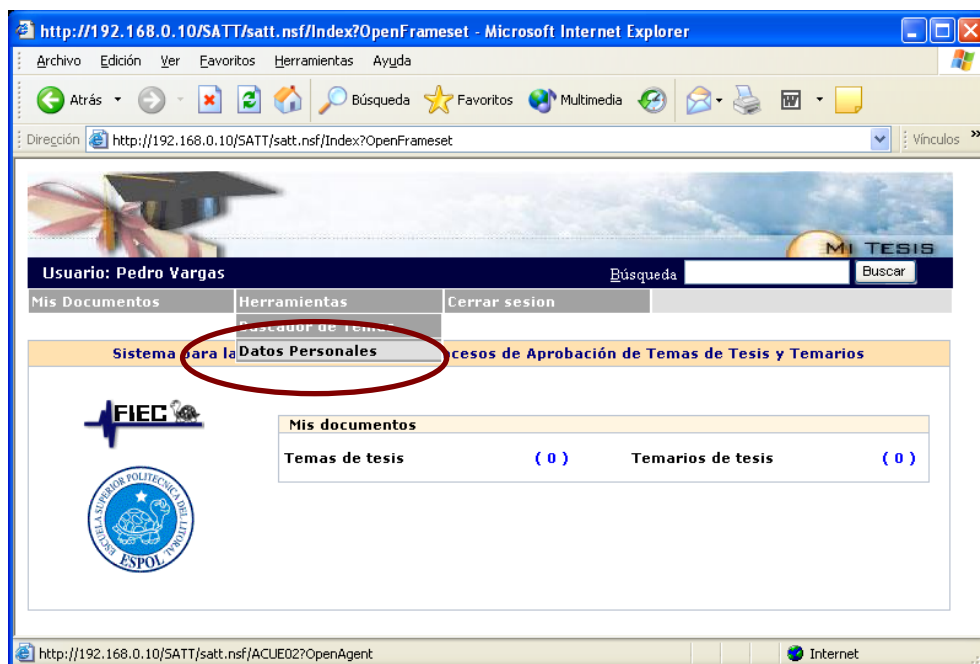 http://192.168.0.10/SATT/satt.nsf/Index?OpenFrameset - Microsoft Internet Explorer
Archivo Edición Ver Favoritos Herramientas Ayuda
Atrás Búsqueda Favoritos Multimedia
Dirección http://192.168.0.10/SATT/satt.nsf/Index?OpenFrameset Vínculos »
MI TESIS
Usuario: Pedro Vargas Búsqueda Buscar
Mis Documentos Herramientas Cerrar sesion
Buscador de Temas
Datos Personales
Sistema para la ocesos de Aprobación de Temas de Tesis y Temarios
FIEC
Mis documentos
Temas de tesis ( 0 ) Temarios de tesis ( 0 )
ESCUELA SUPERIOR POLITECNICA DEL LITORAL
ESPOL
http://192.168.0.10/SATT/satt.nsf/ACUE02?OpenAgent Internet